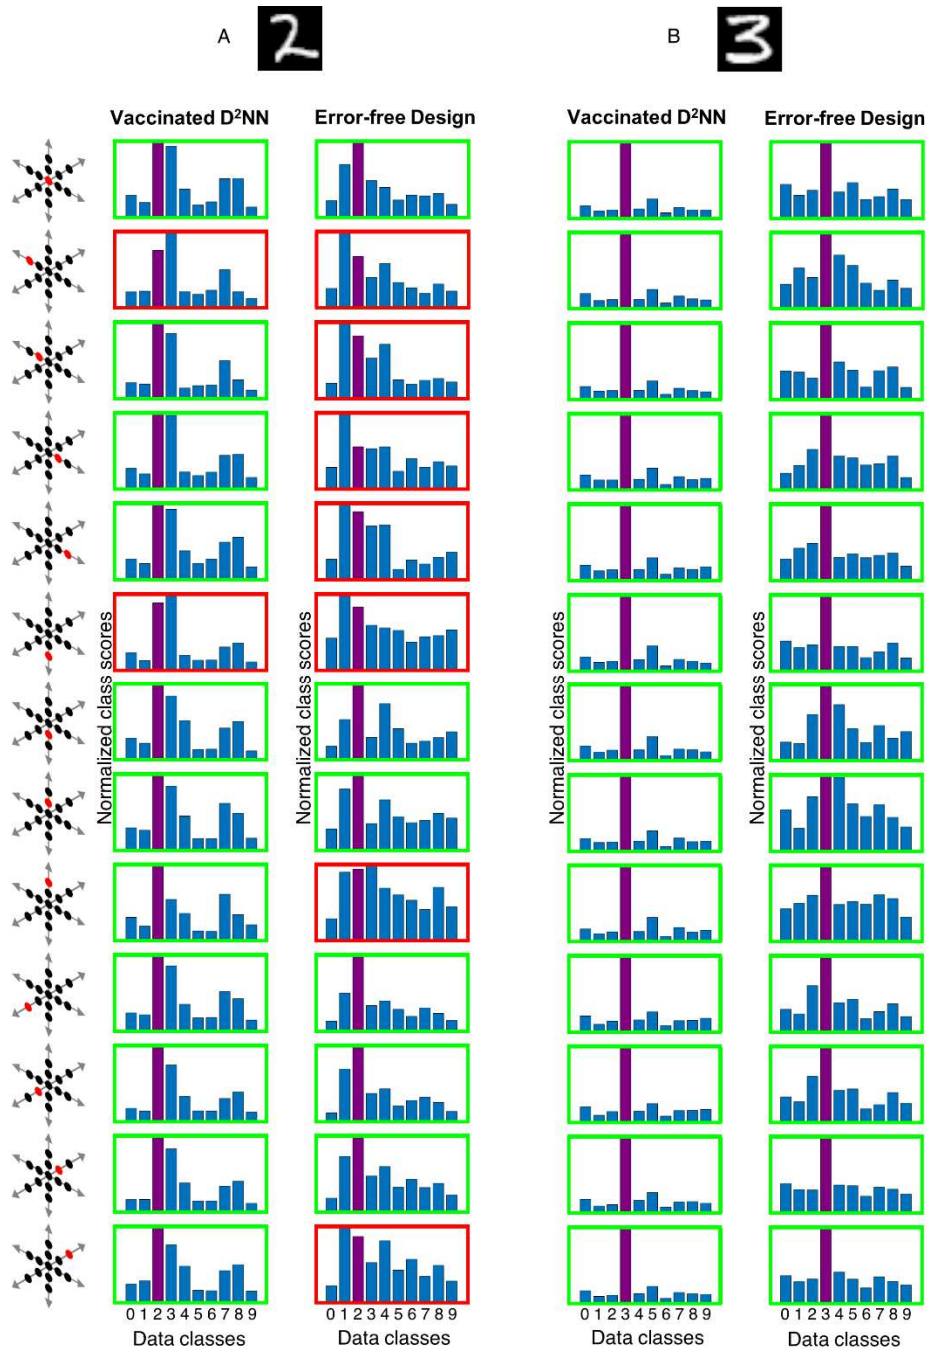 A
B
Vaccinated D²NN
Error-free Design
Vaccinated D²NN
Error-free Design
Normalized class scores
Normalized class scores
Normalized class scores
Normalized class scores
0 1 2 3 4 5 6 7 8 9
0 1 2 3 4 5 6 7 8 9
0 1 2 3 4 5 6 7 8 9
0 1 2 3 4 5 6 7 8 9
Data classes
Data classes
Data classes
Data classes
2
3